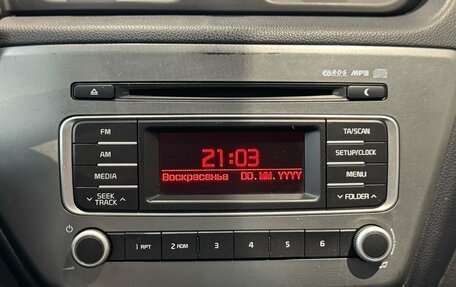 RDS MP3
FM
TA/SCAN
21:03
AM
SETUP/CLOCK
MEDIA
Воскресенье DD.MM.YYYY
MENU
SEEK
TRACK
FOLDER
1 RPT
2 RDM
3
4
5
6